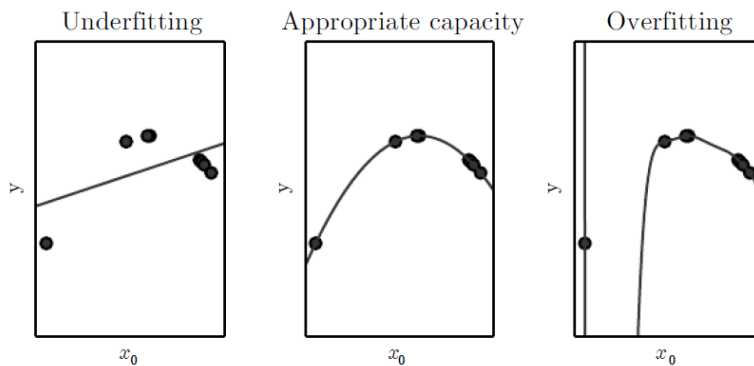 Underfitting
Appropriate capacity
Overfitting
y
y
y
x₀
x₀
x₀